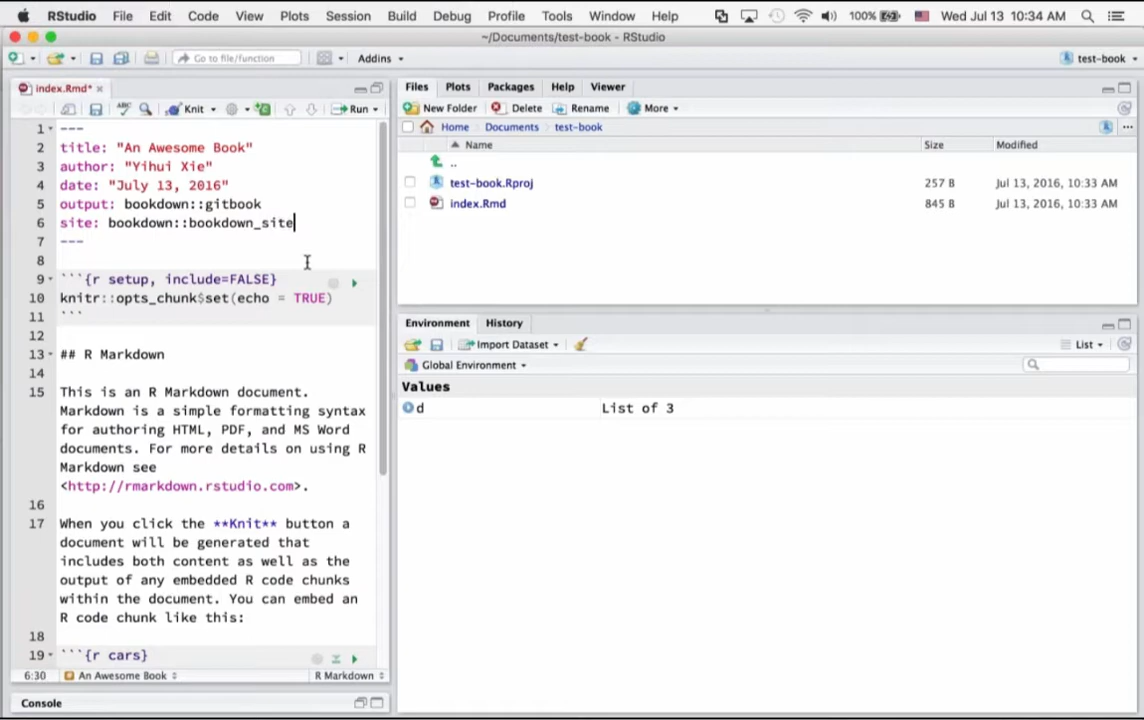 RStudio File Edit Code View Plots Session Build Debug Profile Tools Window Help 100% Wed Jul 13 10:34 AM
~/Documents/test-book - RStudio
Go to file/function Addins test-book
index.Rmd*
ABC Knit Run
1 ---
2 title: "An Awesome Book"
3 author: "Yihui Xie"
4 date: "July 13, 2016"
5 output: bookdown::gitbook
6 site: bookdown::bookdown_site
7 ---
8
9 ```{r setup, include=FALSE}
10 knitr::opts_chunk$set(echo = TRUE)
11 ```
12
13 ## R Markdown
14
15 This is an R Markdown document.
Markdown is a simple formatting syntax
for authoring HTML, PDF, and MS Word
documents. For more details on using R
Markdown see
<http://rmarkdown.rstudio.com>.
16
17 When you click the **Knit** button a
document will be generated that
includes both content as well as the
output of any embedded R code chunks
within the document. You can embed an
R code chunk like this:
18
19 ```{r cars}
6:30 An Awesome Book R Markdown
Console
Files Plots Packages Help Viewer
New Folder Delete Rename More
Home Documents test-book
Name Size Modified
..
test-book.Rproj 257 B Jul 13, 2016, 10:33 AM
index.Rmd 845 B Jul 13, 2016, 10:33 AM
Environment History
Import Dataset List
Global Environment
Values
d List of 3